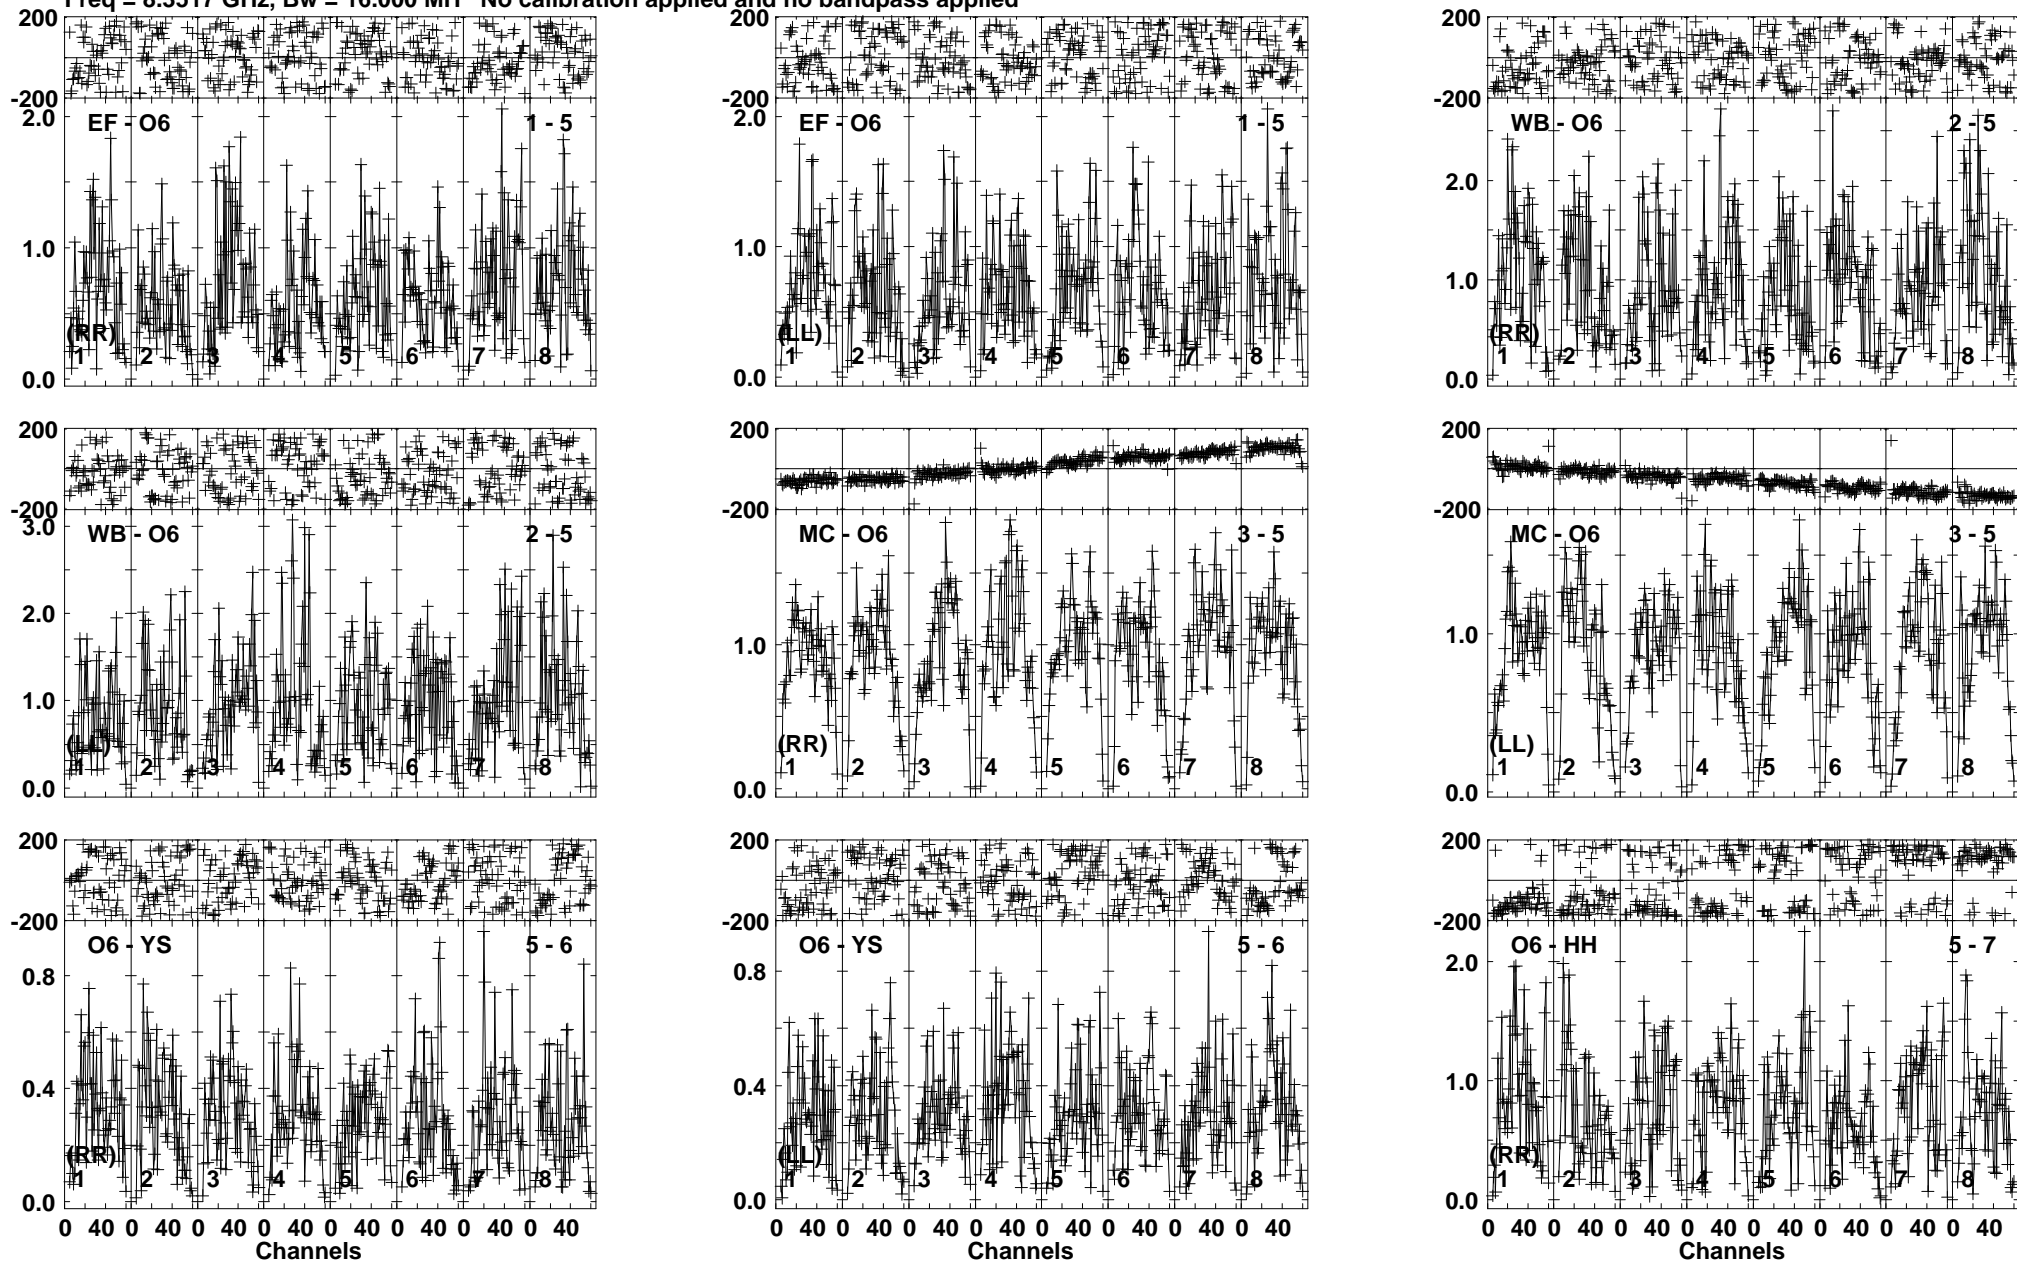 Freq = 8.3517 GHz, Bw = 16.000 MH No calibration applied and no bandpass applied
200 200 200
-200 -200 -200
2.0 EF - O6 1 - 5 2.0 EF - O6 1 - 5 WB - O6 2 - 5
2.0
1.0 1.0 1.0
(RR) (LL) (RR)
1 2 3 4 5 6 7 8 1 2 3 4 5 6 7 8 1 2 3 4 5 6 7 8
0.0 0.0 0.0
200 200 200
-200 -200 -200
3.0 WB - O6 2 - 5 MC - O6 3 - 5 MC - O6 3 - 5
2.0
1.0 1.0 1.0
(LL) (RR) (LL)
1 2 3 4 5 6 7 8 1 2 3 4 5 6 7 8 1 2 3 4 5 6 7 8
0.0 0.0 0.0
200 200 200
-200 -200 -200
O6 - YS 5 - 6 O6 - YS 5 - 6 O6 - HH 5 - 7
0.8 0.8 2.0
0.4 0.4 1.0
(RR) (LL) (RR)
1 2 3 4 5 6 7 8 1 2 3 4 5 6 7 8 1 2 3 4 5 6 7 8
0.0 0.0 0.0
0 40 0 40 0 40 0 40 0 40 0 40 0 40 0 40 0 40 0 40 0 40 0 40 0 40 0 40 0 40 0 40 0 40 0 40 0 40 0 40 0 40 0 40 0 40 0 40
Channels Channels Channels